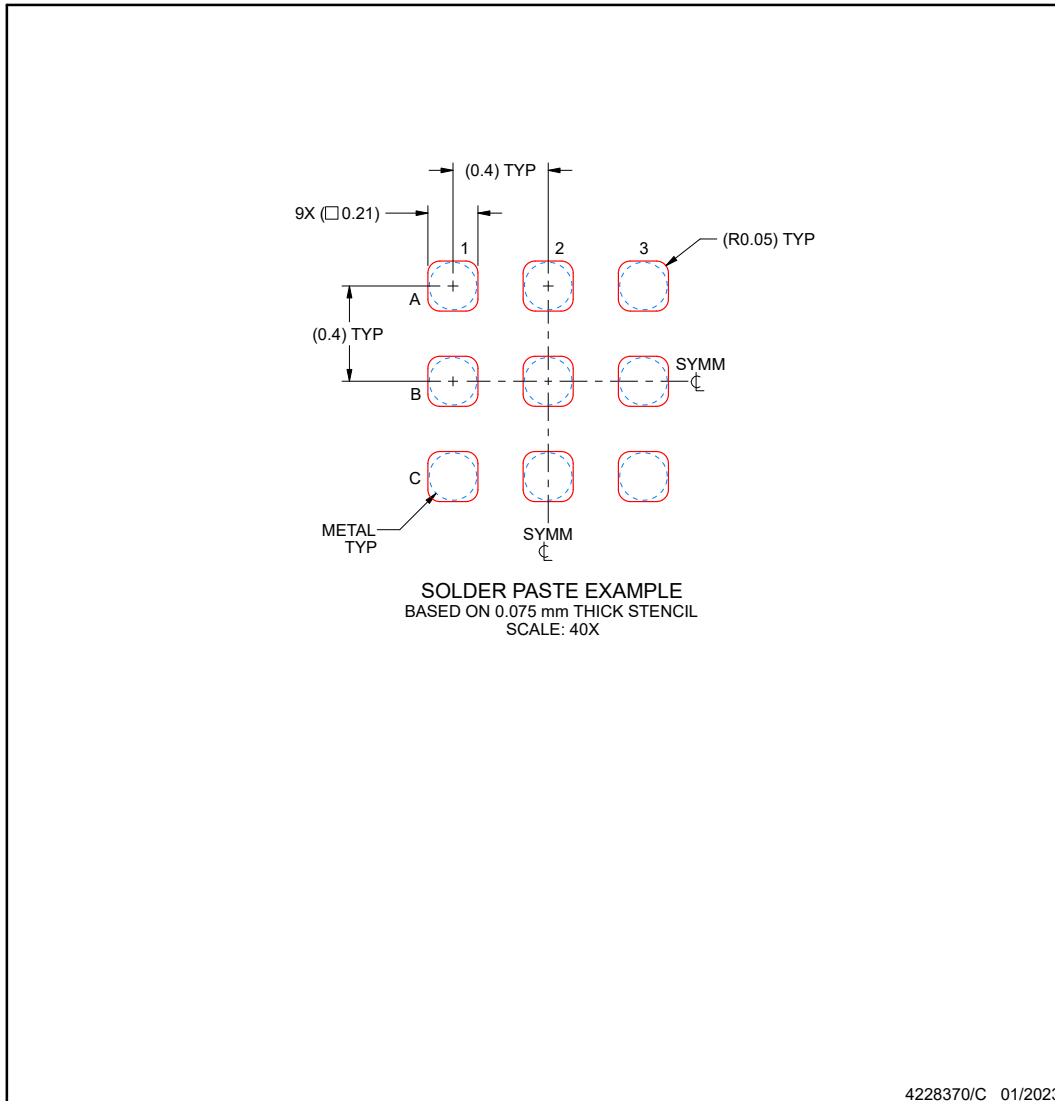 (0.4) TYP
9X (□ 0.21)
1
2
3
(R0.05) TYP
A
(0.4) TYP
SYMM
℄
B
C
METAL
TYP
SYMM
℄
SOLDER PASTE EXAMPLE
BASED ON 0.075 mm THICK STENCIL
SCALE: 40X
4228370/C 01/2023